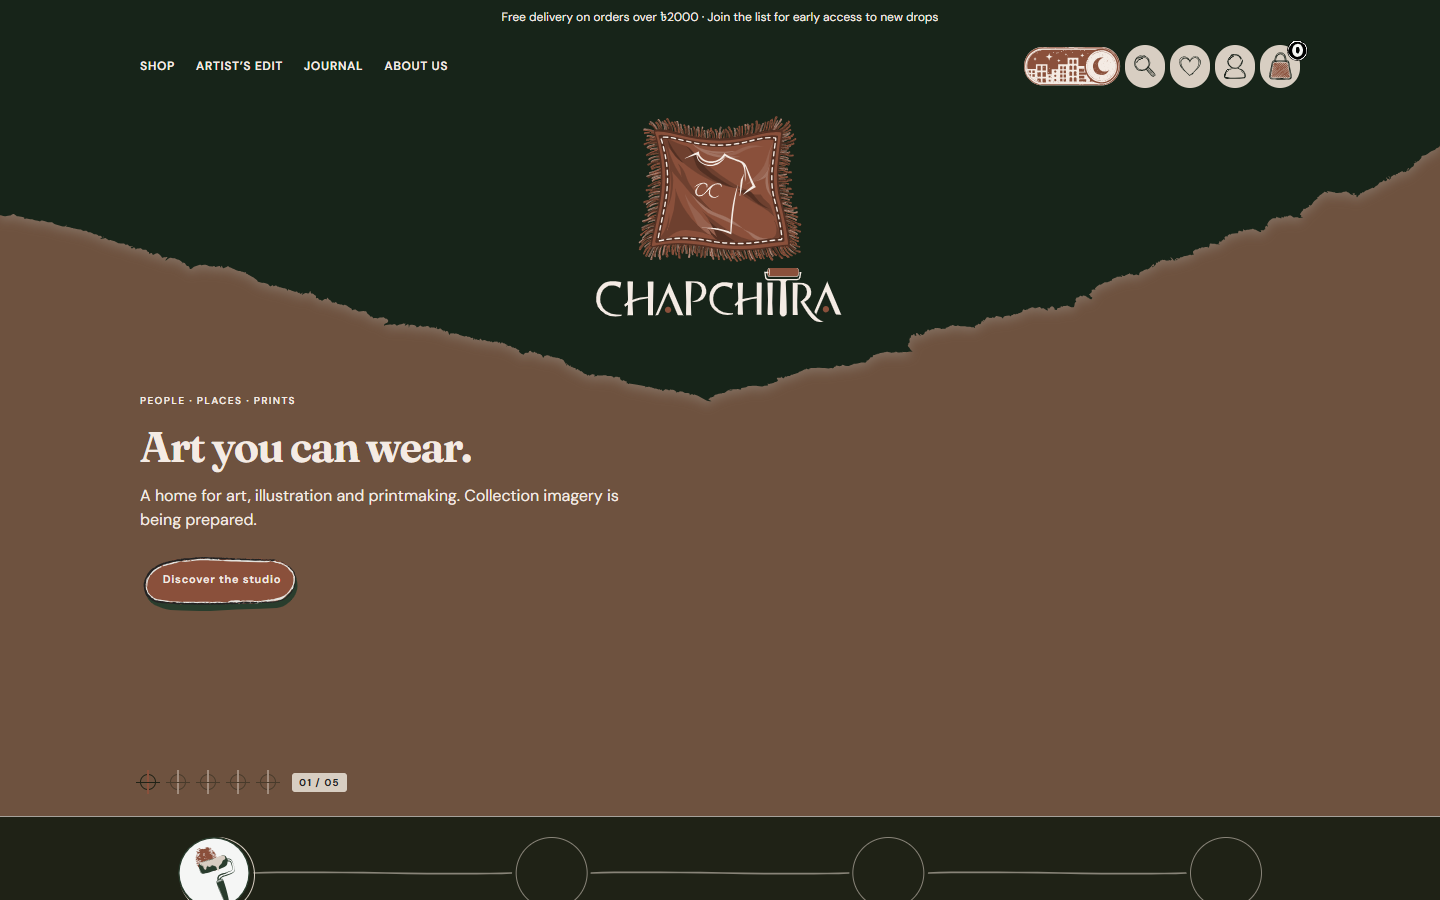 Free delivery on orders over ৳2000 · Join the list for early access to new drops
SHOP ARTIST’S EDIT JOURNAL ABOUT US
0
CC
CHAPCHITRA
PEOPLE · PLACES · PRINTS
Art you can wear.
A home for art, illustration and printmaking. Collection imagery is
being prepared.
Discover the studio
01 / 05